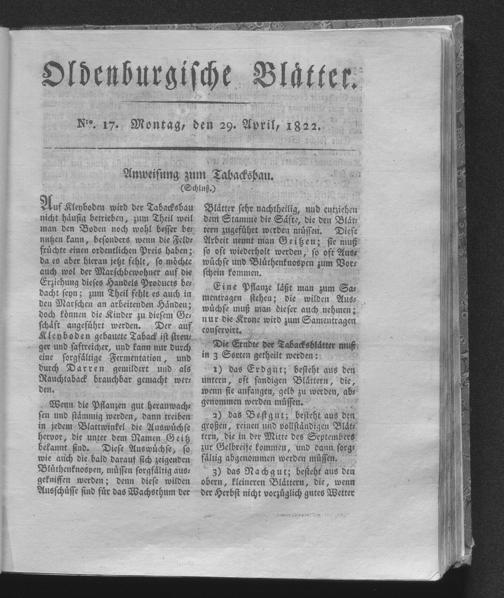 Oldenburgische Blätter.
Nro. 17. Montag, den 29. April, 1822.
Anweisung zum Tabacksbau.
(Schluß.)
Auf Kleyboden wird der Tabacksbau
nicht häufig betrieben, zum Theil weil
man den Boden noch wohl besser be-
nutzen kann, besonders wenn die Feld-
früchte einen ordentlichen Preis haben;
da es aber hieran jetzt fehlt, so möchte
auch wol der Marschbewohner auf die
Erziehung dieses Handels Products be-
dacht seyn; zum Theil fehlt es auch in
den Marschen an arbeitenden Händen;
doch können die Kinder zu diesem Ge-
schäft angeführt werden. Der auf
Kleyboden gebauete Taback ist stren-
ger und saftreicher, und kann nur durch
eine sorgfältige Fermentation, und
durch Darren gemildert und als
Rauchtaback brauchbar gemacht wer-
den.
Wenn die Pflanzen gut heranwach-
sen und stämmig werden, dann treiben
in jedem Blattwinkel die Auswüchse
hervor, die unter dem Namen Geitz
bekannt sind. Diese Auswüchse, so
wie auch die bald darauf sich zeigenden
Blüthenknospen, müssen sorgfältig aus-
gekniffen werden; denn diese wilden
Ausschüsse sind für das Wachsthum der
Blätter sehr nachtheilig, und entziehen
dem Stamme die Säfte, die den Blät-
tern zugeführt werden müssen. Diese
Arbeit nennt man Geitzen; sie muß
so oft wiederholt werden, so oft Aus-
wüchse und Blüthknospen zum Vor-
schein kommen.
Eine Pflanze läßt man zum Sa-
mentragen stehen; die wilden Aus-
wüchse muß man dieser auch nehmen;
nur die Krone wird zum Samentragen
conservirt.
Die Erndte der Tabacksblätter muß
in 3 Sorten getheilt werden:
1) das Erdgut; besteht aus den
untern, oft sandigen Blättern, die,
wenn sie anfangen, gelb zu werden, ab-
genommen werden müssen.
2) das Bestgut; besteht aus den
großen, reinen und vollständigen Blät-
tern, die in der Mitte des Septembers
zur Gelbreife kommen, und dann sorg-
fältig abgenommen werden müssen.
3) das Nachgut; besteht aus den
obern, kleineren Blättern, die, wenn
der Herbst nicht vorzüglich gutes Wetter